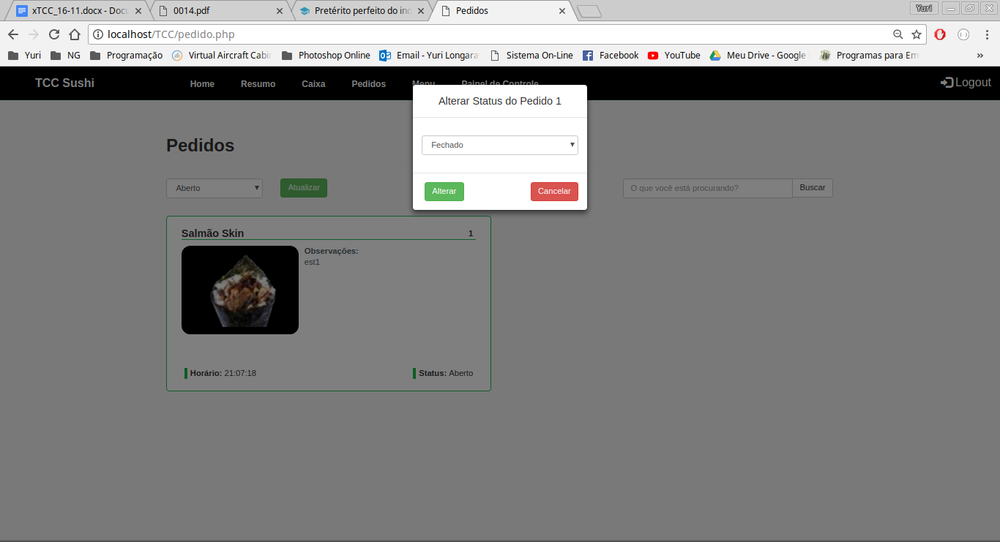 xTCC_16-11.docx - Docu
0014.pdf
Pretérito perfeito do ind
Pedidos
Yuri
localhost/TCC/pedido.php
Yuri
NG
Programação
Virtual Aircraft Cabin
Photoshop Online
Email - Yuri Longara
Sistema On-Line
Facebook
YouTube
Meu Drive - Google
Programas para Em
»
TCC Sushi
Home
Resumo
Caixa
Pedidos
Menu
Painel de Controle
Logout
Alterar Status do Pedido 1
Fechado
Alterar
Cancelar
Pedidos
Aberto
Atualizar
O que você está procurando?
Buscar
Salmão Skin
1
Observações:
est1
Horário: 21:07:18
Status: Aberto